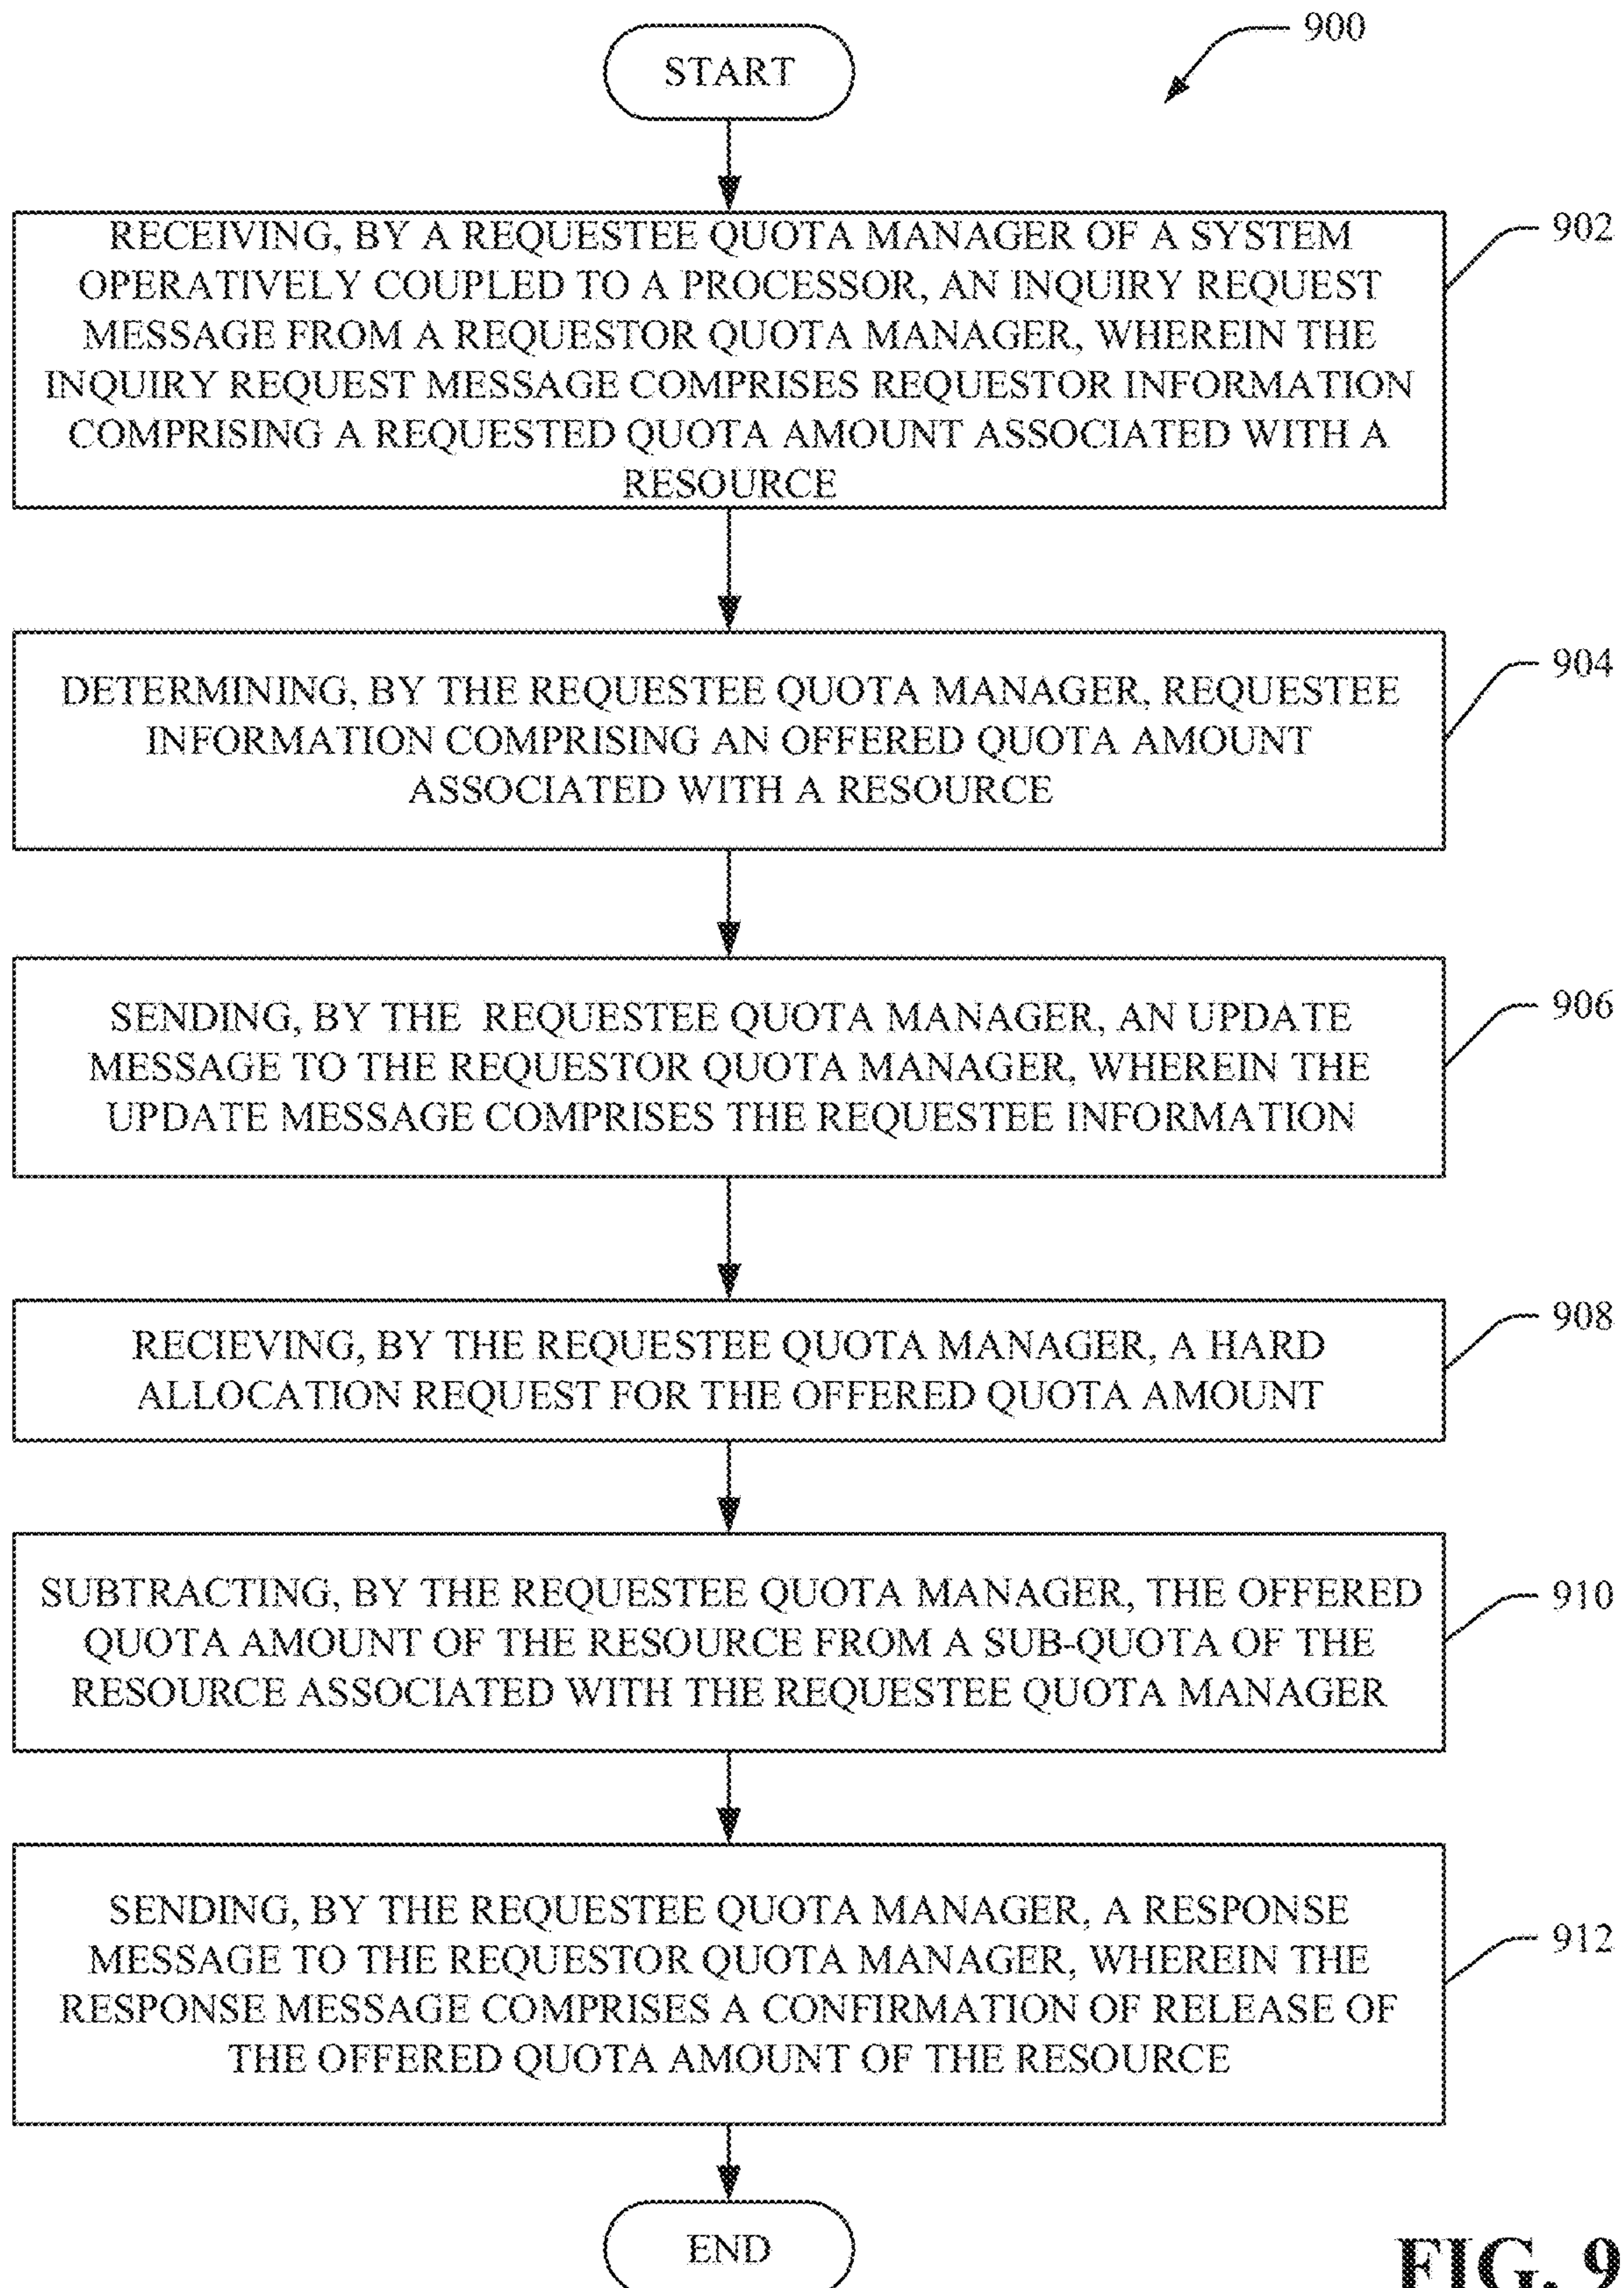 900
START
902
RECEIVING, BY A REQUESTEE QUOTA MANAGER OF A SYSTEM
OPERATIVELY COUPLED TO A PROCESSOR, AN INQUIRY REQUEST
MESSAGE FROM A REQUESTOR QUOTA MANAGER, WHEREIN THE
INQUIRY REQUEST MESSAGE COMPRISES REQUESTOR INFORMATION
COMPRISING A REQUESTED QUOTA AMOUNT ASSOCIATED WITH A
RESOURCE
904
DETERMINING, BY THE REQUESTEE QUOTA MANAGER, REQUESTEE
INFORMATION COMPRISING AN OFFERED QUOTA AMOUNT
ASSOCIATED WITH A RESOURCE
906
SENDING, BY THE REQUESTEE QUOTA MANAGER, AN UPDATE
MESSAGE TO THE REQUESTOR QUOTA MANAGER, WHEREIN THE
UPDATE MESSAGE COMPRISES THE REQUESTEE INFORMATION
908
RECIEVING, BY THE REQUESTEE QUOTA MANAGER, A HARD
ALLOCATION REQUEST FOR THE OFFERED QUOTA AMOUNT
910
SUBTRACTING, BY THE REQUESTEE QUOTA MANAGER, THE OFFERED
QUOTA AMOUNT OF THE RESOURCE FROM A SUB-QUOTA OF THE
RESOURCE ASSOCIATED WITH THE REQUESTEE QUOTA MANAGER
912
SENDING, BY THE REQUESTEE QUOTA MANAGER, A RESPONSE
MESSAGE TO THE REQUESTOR QUOTA MANAGER, WHEREIN THE
RESPONSE MESSAGE COMPRISES A CONFIRMATION OF RELEASE OF
THE OFFERED QUOTA AMOUNT OF THE RESOURCE
END
FIG. 9